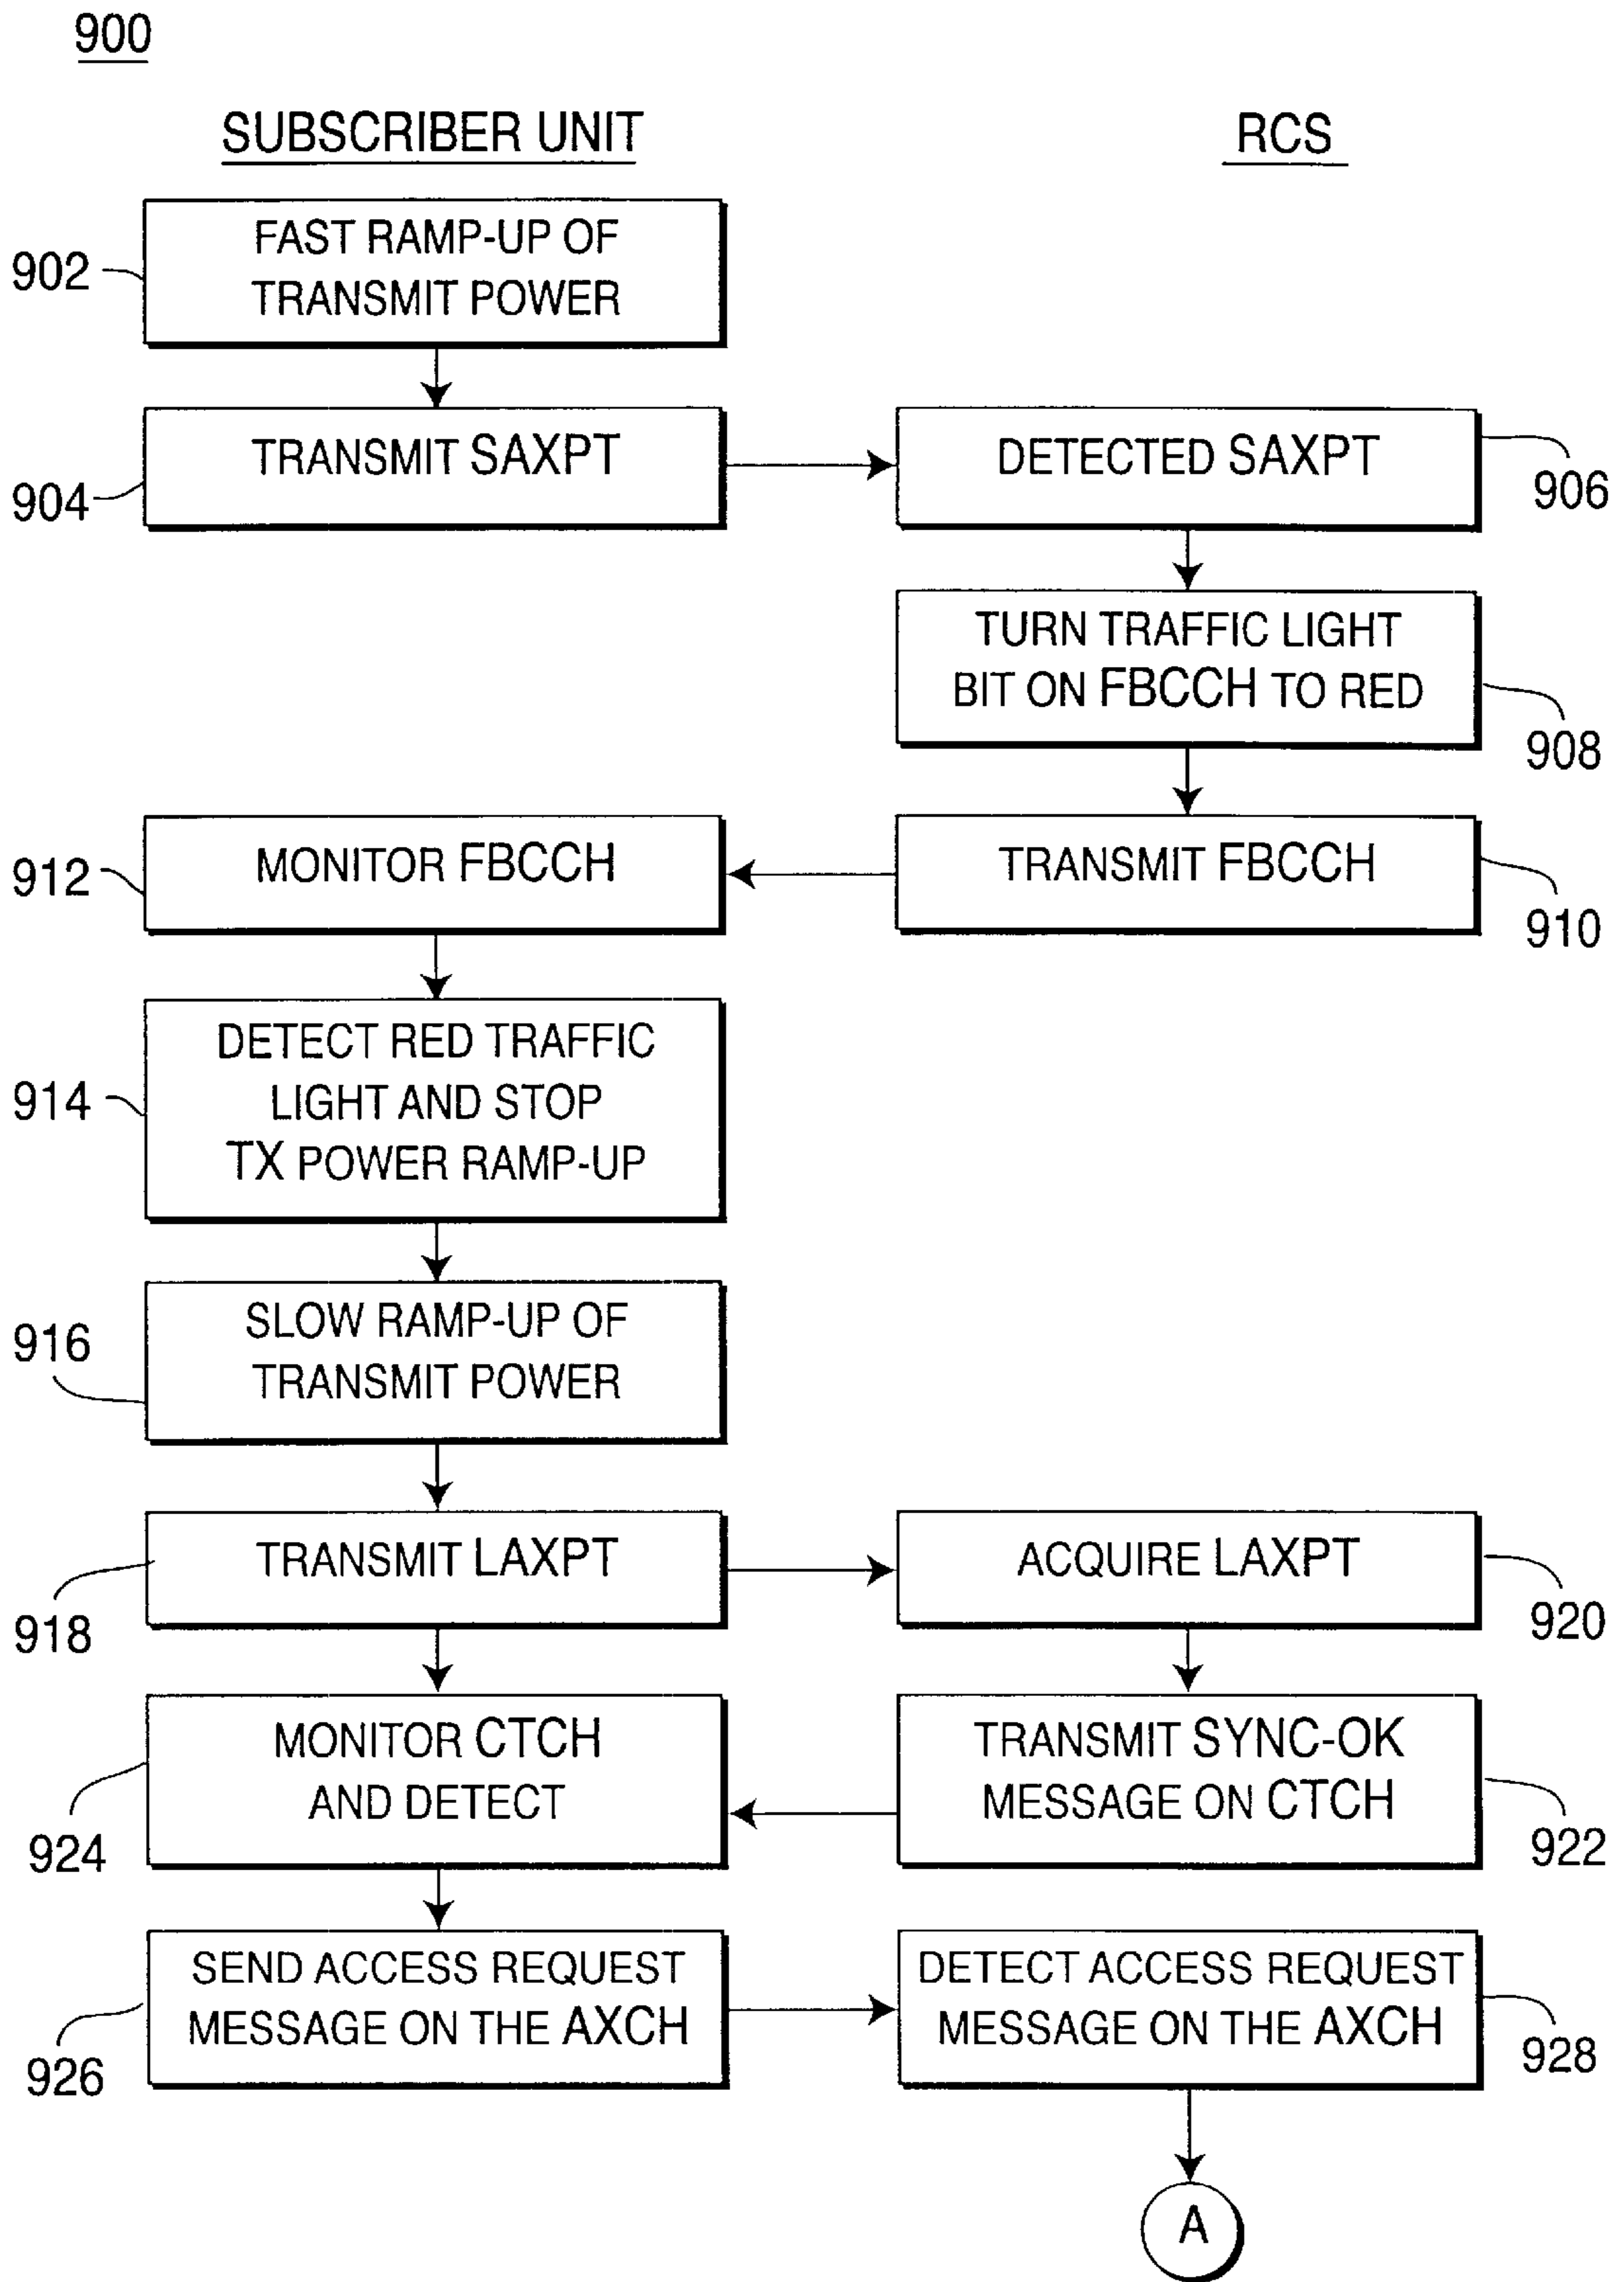 900
SUBSCRIBER UNIT
RCS
902
FAST RAMP-UP OF
TRANSMIT POWER
904
TRANSMIT SAXPT
DETECTED SAXPT
906
TURN TRAFFIC LIGHT
BIT ON FBCCH TO RED
908
912
MONITOR FBCCH
TRANSMIT FBCCH
910
914
DETECT RED TRAFFIC
LIGHT AND STOP
TX POWER RAMP-UP
916
SLOW RAMP-UP OF
TRANSMIT POWER
918
TRANSMIT LAXPT
ACQUIRE LAXPT
920
924
MONITOR CTCH
AND DETECT
TRANSMIT SYNC-OK
MESSAGE ON CTCH
922
926
SEND ACCESS REQUEST
MESSAGE ON THE AXCH
DETECT ACCESS REQUEST
MESSAGE ON THE AXCH
928
A